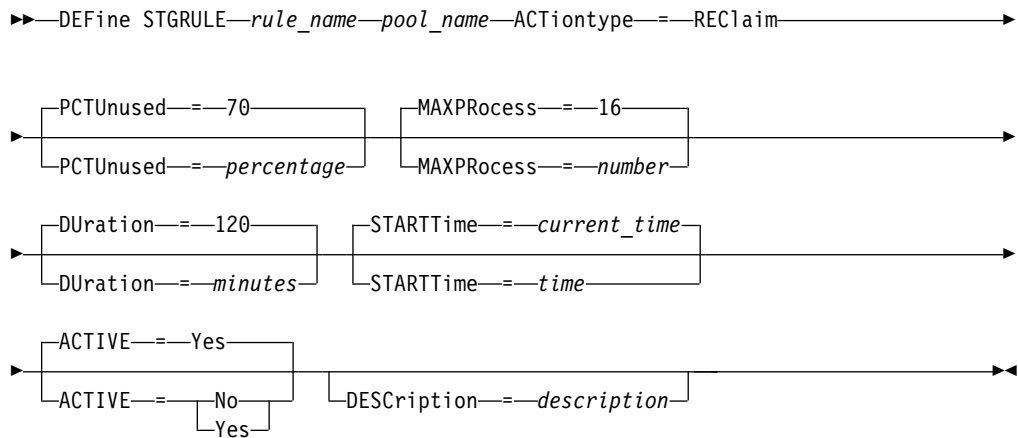 DEFine STGRULE rule_name pool_name ACTiontype = REClaim
PCTUnused = 70 MAXPRocess = 16
PCTUnused = percentage MAXPRocess = number
DUration = 120 STARTTime = current_time
DUration = minutes STARTTime = time
ACTIVE = Yes
ACTIVE = No DESCription = description
Yes